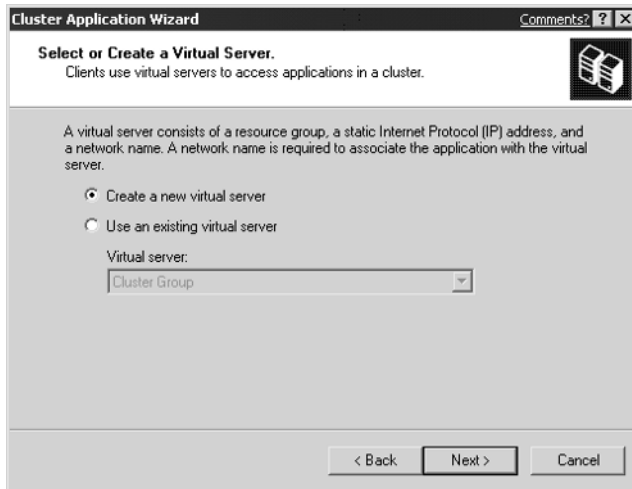 Cluster Application Wizard Comments? ? X
Select or Create a Virtual Server.
Clients use virtual servers to access applications in a cluster.
A virtual server consists of a resource group, a static Internet Protocol (IP) address, and
a network name. A network name is required to associate the application with the virtual
server.
Create a new virtual server
Use an existing virtual server
Virtual server:
Cluster Group
< Back Next > Cancel